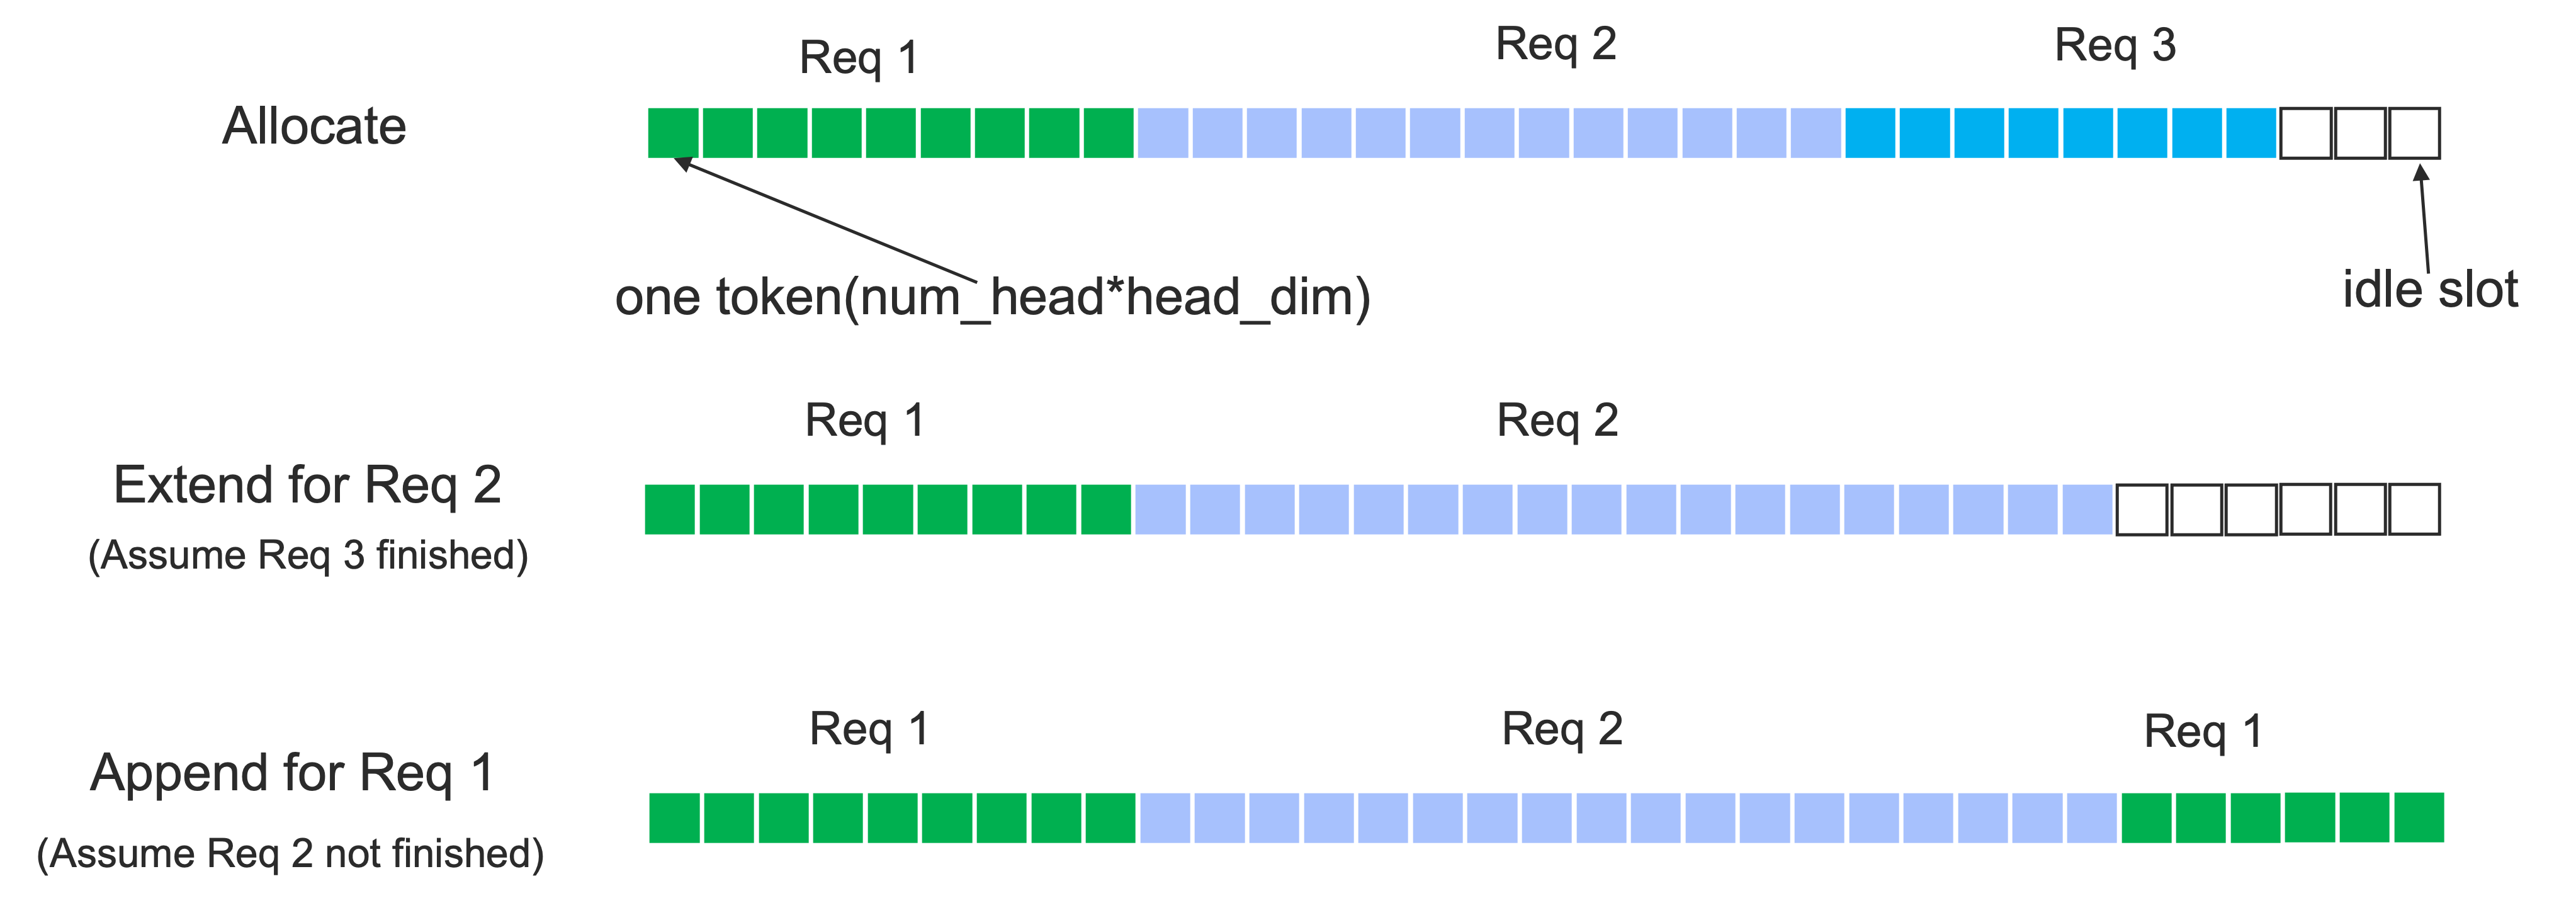 Req 1
Req 2
Req 3
Allocate
one token(num_head*head_dim)
idle slot
Req 1
Req 2
Extend for Req 2
(Assume Req 3 finished)
Req 1
Req 2
Req 1
Append for Req 1
(Assume Req 2 not finished)